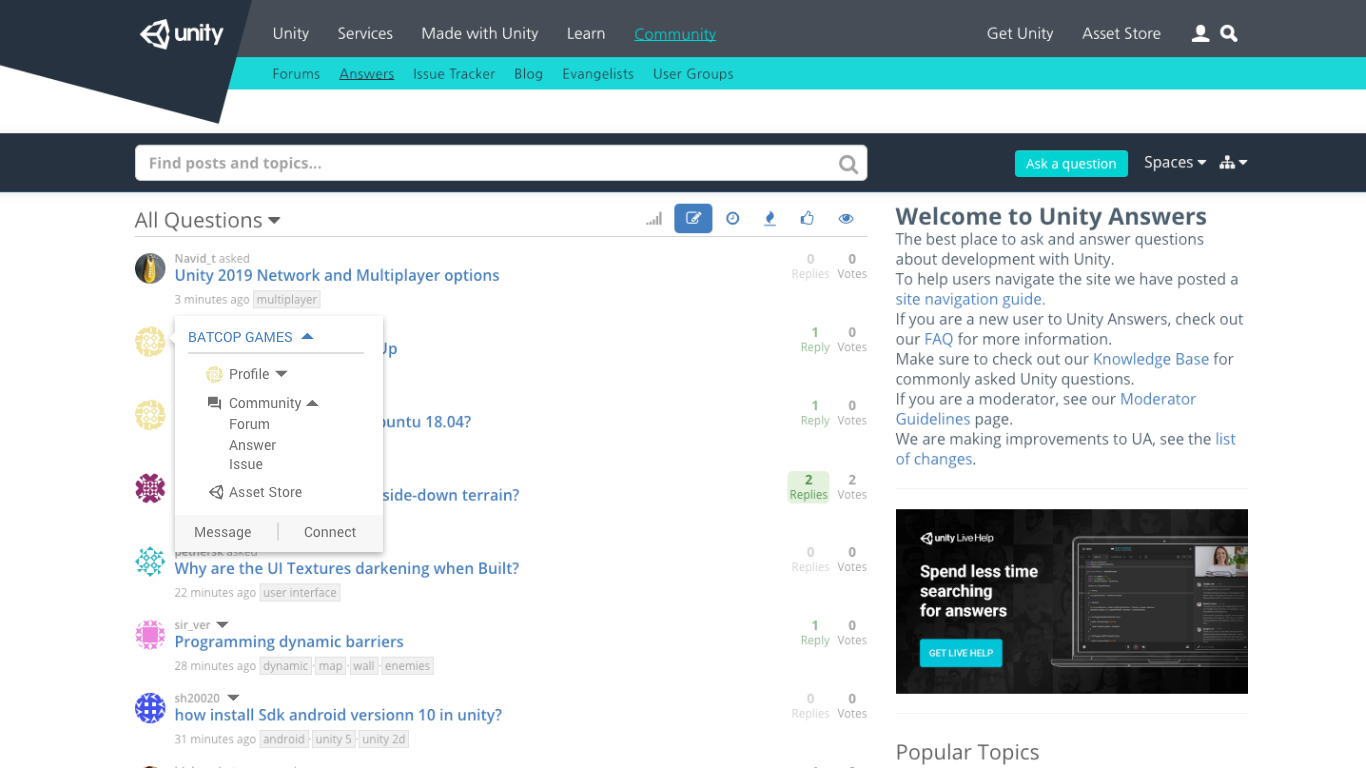 unity
Unity Services Made with Unity Learn Community Get Unity Asset Store
Forums Answers Issue Tracker Blog Evangelists User Groups
Find posts and topics...
Ask a question
Spaces
All Questions
Navid_t asked
Unity 2019 Network and Multiplayer options
3 minutes ago multiplayer
0 Replies
0 Votes
BATCOP GAMES
Profile
Community
Forum
Answer
Issue
Asset Store
Message Connect
Up
1 Reply
0 Votes
buntu 18.04?
1 Reply
0 Votes
side-down terrain?
2 Replies
2 Votes
pethersk asked
Why are the UI Textures darkening when Built?
22 minutes ago user interface
0 Replies
0 Votes
sir_ver
Programming dynamic barriers
28 minutes ago dynamic · map · wall · enemies
1 Reply
0 Votes
sh20020
how install Sdk android versionn 10 in unity?
31 minutes ago android · unity 5 · unity 2d
0 Replies
0 Votes
Welcome to Unity Answers
The best place to ask and answer questions
about development with Unity.
To help users navigate the site we have posted a
site navigation guide.
If you are a new user to Unity Answers, check out
our FAQ for more information.
Make sure to check out our Knowledge Base for
commonly asked Unity questions.
If you are a moderator, see our Moderator
Guidelines page.
We are making improvements to UA, see the list
of changes.
unity Live Help
Spend less time
searching
for answers
GET LIVE HELP
Popular Topics